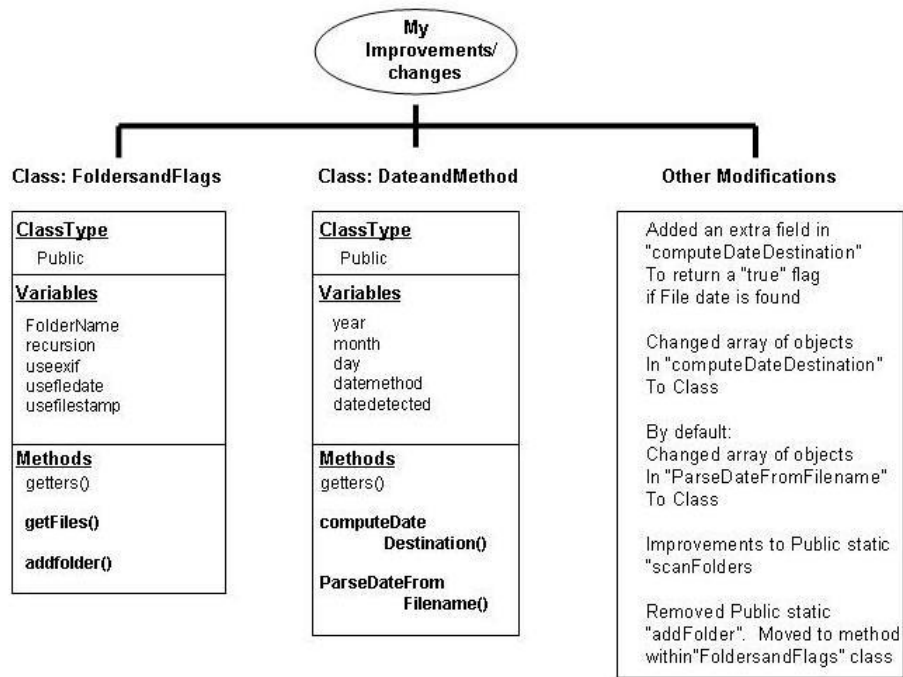 My
Improvements/
changes
Class: FoldersandFlags
ClassType
Public
Variables
FolderName
recursion
useexif
usefledate
usefilestamp
Methods
getters()
getFiles()
addfolder()
Class: DateandMethod
ClassType
Public
Variables
year
month
day
datemethod
datedetected
Methods
getters()
computeDate
Destination()
ParseDateFrom
Filename()
Other Modifications
Added an extra field in
"computeDateDestination"
To return a "true" flag
if File date is found
Changed array of objects
In "computeDateDestination"
To Class
By default:
Changed array of objects
In "ParseDateFromFilename"
To Class
Improvements to Public static
"scanFolders
Removed Public static
"addFolder".  Moved to method
within"FoldersandFlags" class